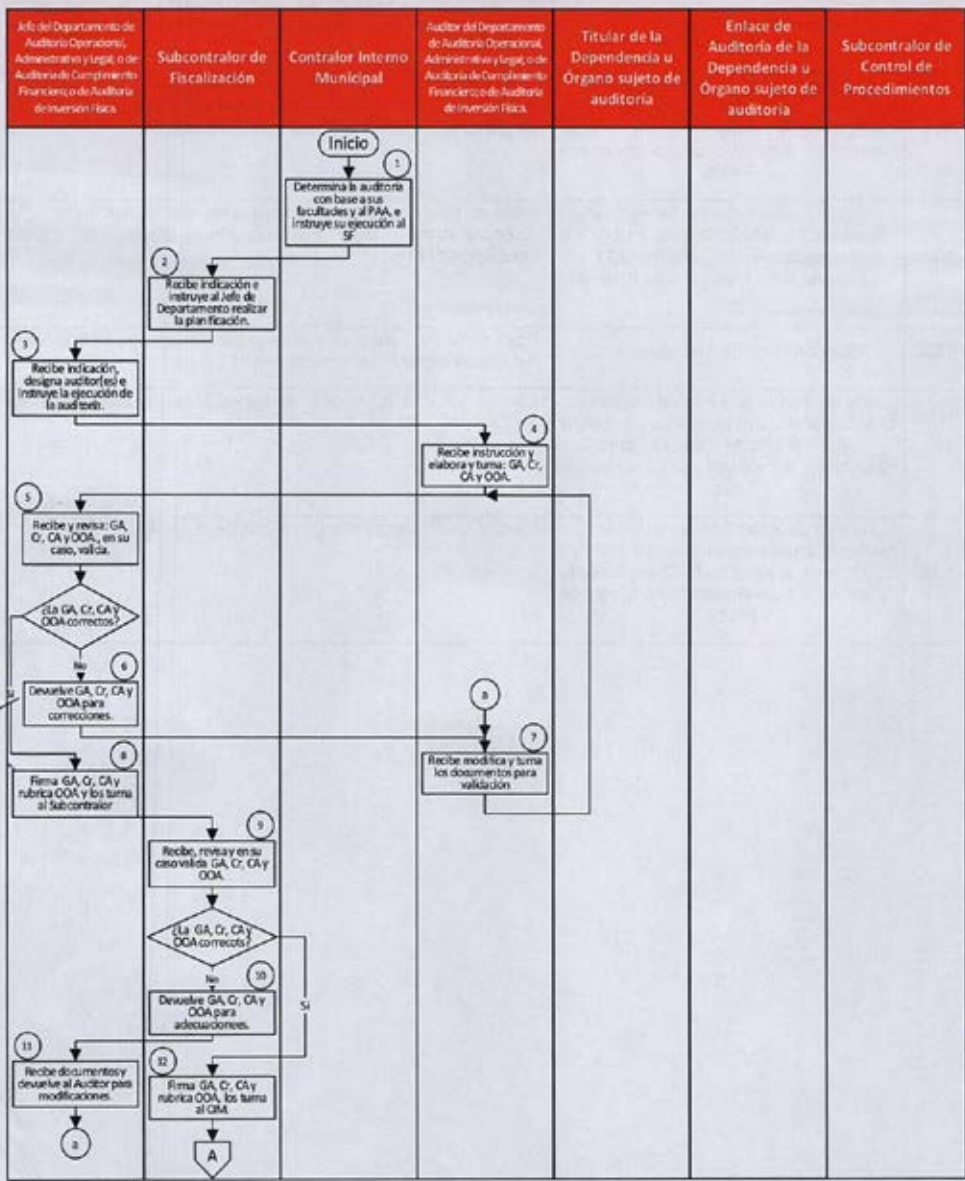 Jefe del Departamento de
Auditoría Operacional,
Administrativa y Legal, o de
Auditoría de Cumplimiento
Financiero; o de Auditoría
de Inversión Física.
Subcontralor de
Fiscalización
Contralor Interno
Municipal
Auditor del Departamento
de Auditoría Operacional,
Administrativa y Legal, o de
Auditoría de Cumplimiento
Financiero; o de Auditoría
de Inversión Física.
Titular de la
Dependencia u
Órgano sujeto de
auditoria
Enlace de
Auditoría de la
Dependencia u
Órgano sujeto de
auditoria
Subcontralor de
Control de
Procedimientos
Inicio
1
Determina la auditoría
con base a sus
facultades y al PAA, e
instruye su ejecución al
SF
2
Recibe indicación e
instruye al Jefe de
Departamento realizar
la planificación.
3
Recibe indicación,
designa auditor(es) e
instruye la ejecución de
la auditoría.
4
Recibe instrucción y
elabora y turna: GA, Cr,
CA y OOA.
5
Recibe y revisa: GA,
Cr, CA y OOA., en su
caso, valida.
¿La GA, Cr, CA y
OOA correctos?
No
6
Devuelve GA, Cr, CA y
OOA para
correcciones.
a
7
Recibe modifica y turna
los documentos para
validación
8
Firma GA, Cr, CA y
rubrica OOA y los turna
al Subcontralor
9
Recibe, revisa y en su
caso valida GA, Cr, CA y
OOA.
¿La GA, Cr, CA y
OOA correcots?
No
10
Sí
Devuelve GA, Cr, CA y
OOA para
adecuacionees.
11
Recibe documentos y
devuelve al Auditor para
modificaciones.
12
Firma GA, Cr, CA y
rubrica OOA, los turna
al CIM.
a
A